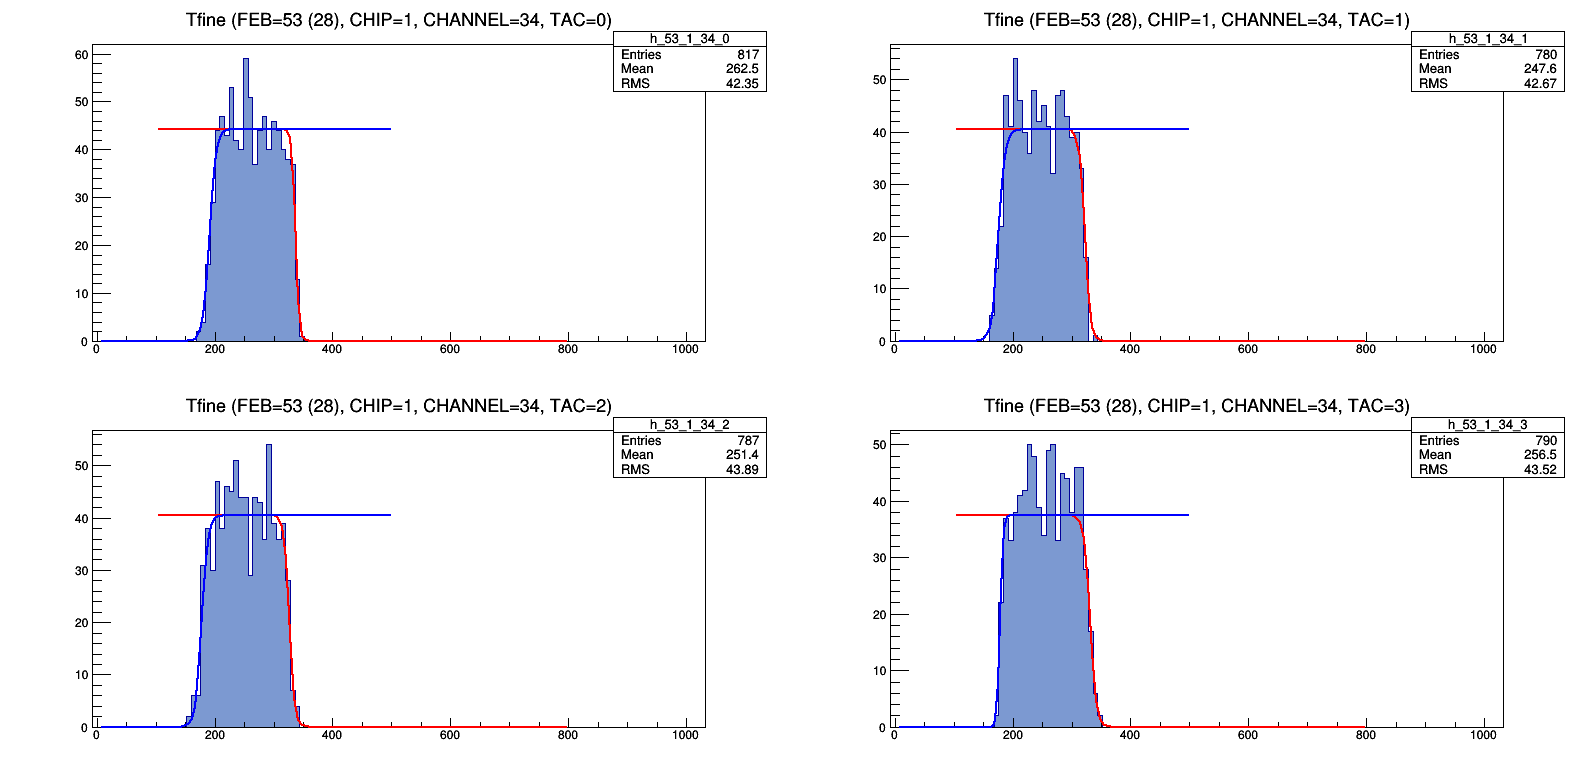 Tfine (FEB=53 (28), CHIP=1, CHANNEL=34, TAC=0)
h_53_1_34_0
Entries 817
Mean 262.5
RMS 42.35
60
50
40
30
20
10
0
0 200 400 600 800 1000
Tfine (FEB=53 (28), CHIP=1, CHANNEL=34, TAC=1)
h_53_1_34_1
Entries 780
Mean 247.6
RMS 42.67
50
40
30
20
10
0
0 200 400 600 800 1000
Tfine (FEB=53 (28), CHIP=1, CHANNEL=34, TAC=2)
h_53_1_34_2
Entries 787
Mean 251.4
RMS 43.89
50
40
30
20
10
0
0 200 400 600 800 1000
Tfine (FEB=53 (28), CHIP=1, CHANNEL=34, TAC=3)
h_53_1_34_3
Entries 790
Mean 256.5
RMS 43.52
50
40
30
20
10
0
0 200 400 600 800 1000